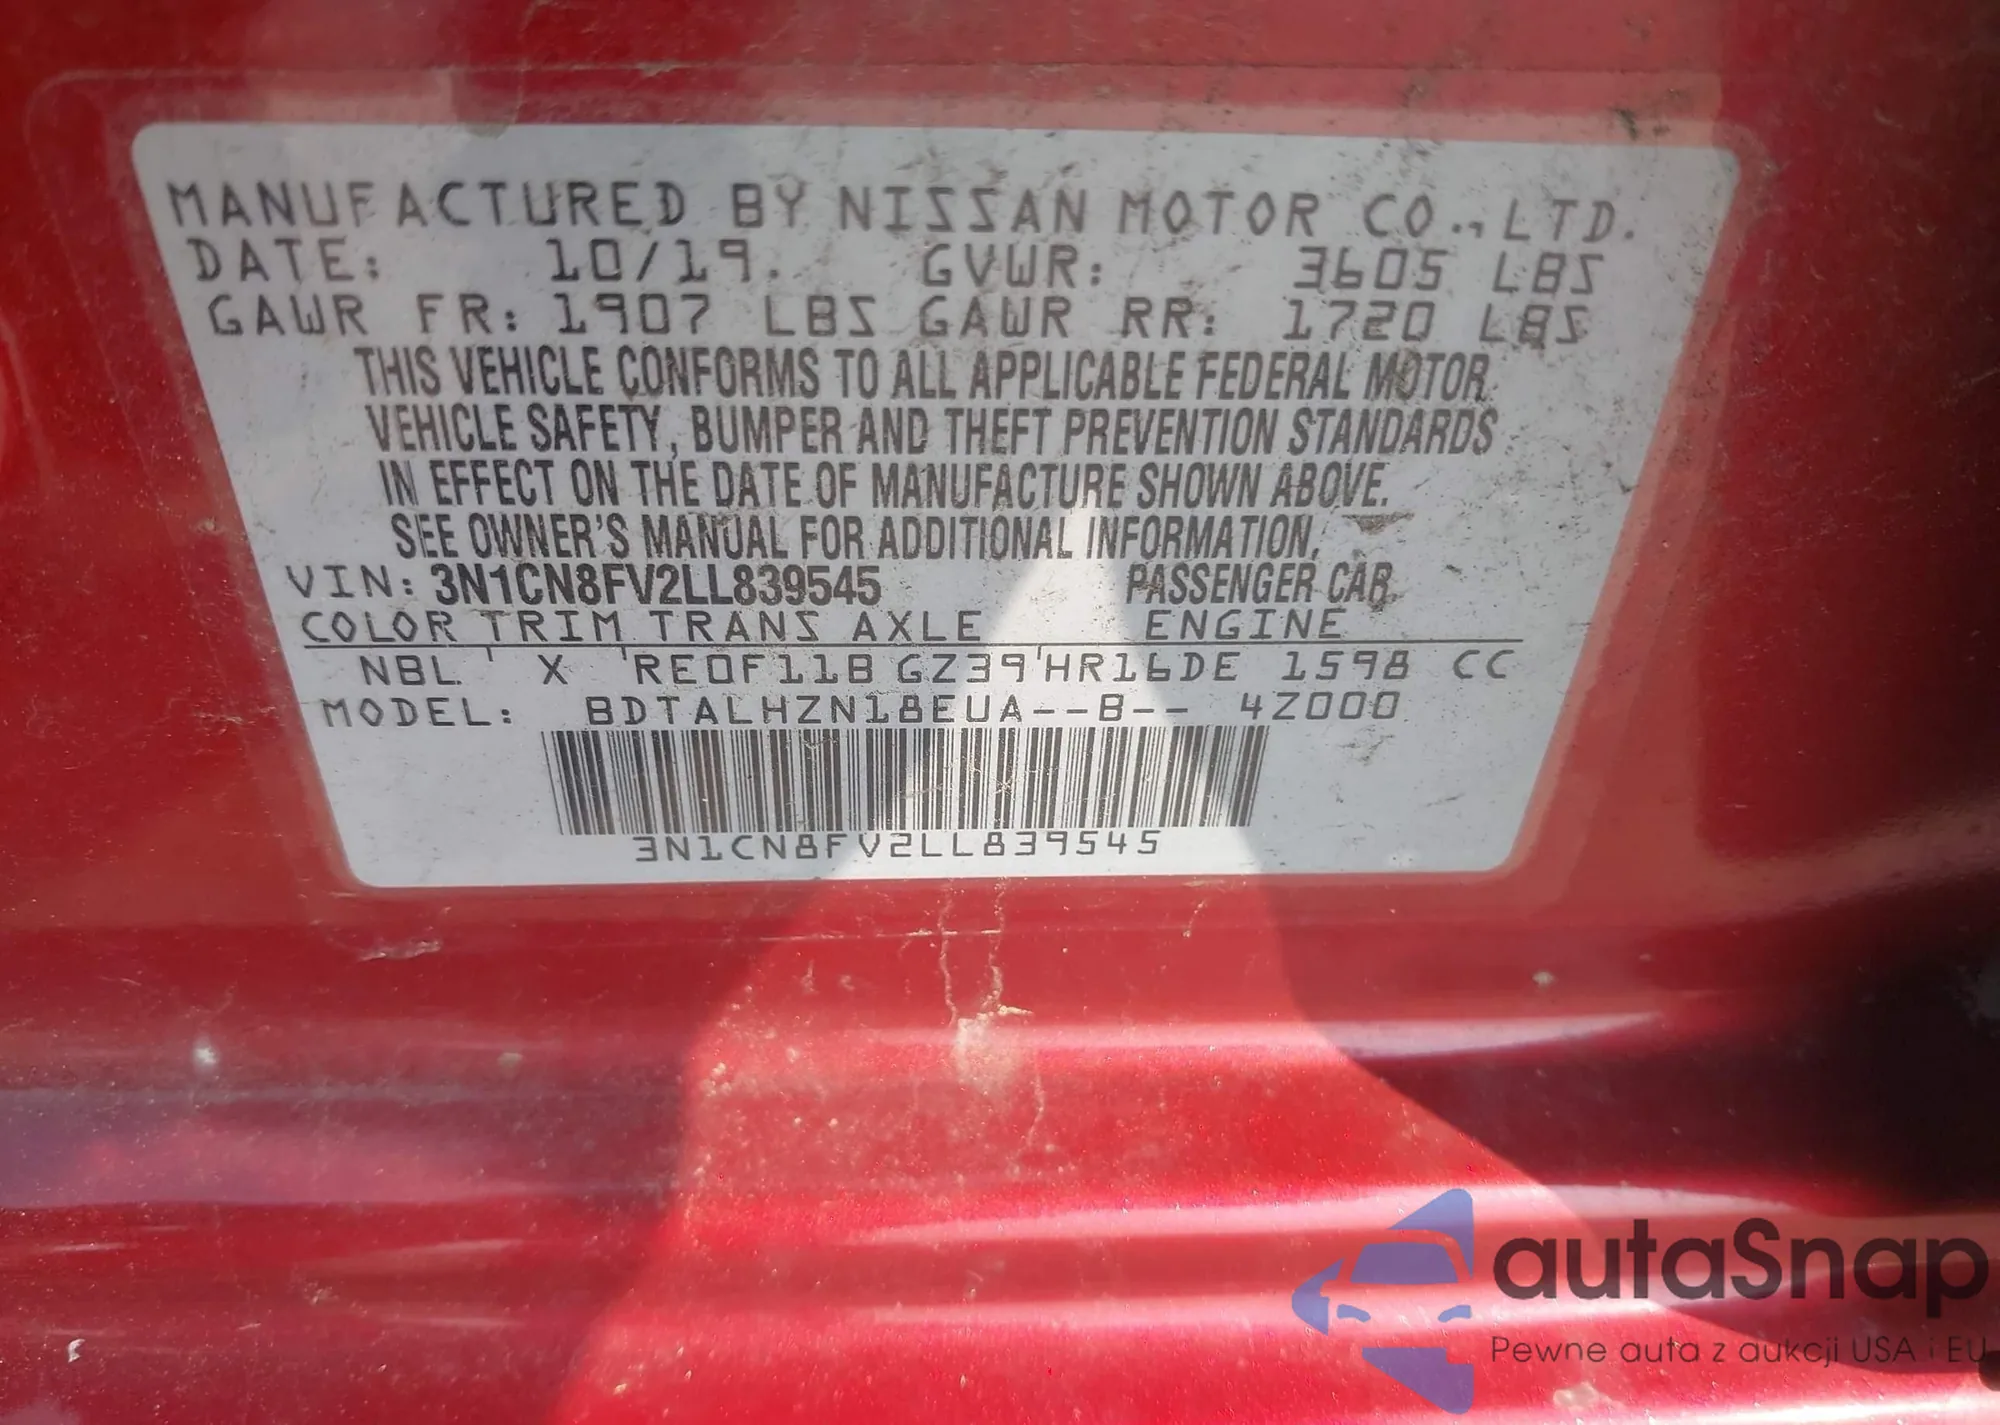 MANUFACTURED BY NISSAN MOTOR CO., LTD.
DATE: 10/19. GVWR: 3605 LBS
GAWR FR: 1907 LBS GAWR RR: 1720 LBS
THIS VEHICLE CONFORMS TO ALL APPLICABLE FEDERAL MOTOR
VEHICLE SAFETY, BUMPER AND THEFT PREVENTION STANDARDS
IN EFFECT ON THE DATE OF MANUFACTURE SHOWN ABOVE.
SEE OWNER'S MANUAL FOR ADDITIONAL INFORMATION.
VIN: 3N1CN8FV2LL839545 PASSENGER CAR
COLOR TRIM TRANS AXLE ENGINE
NBL X RE0F11B GZ39 HR16DE 1598 CC
MODEL: BDTALHZN18EUA--B-- 4Z000
3N1CN8FV2LL839545
autaSnap
Pewne auta z aukcji USA i EU